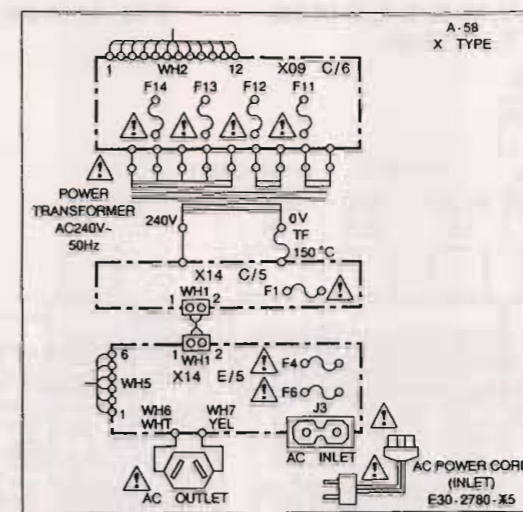 A-58
X TYPE
1 WH2 12 X09 C/6
F14 F13 F12 F11
POWER
TRANSFORMER
AC240V~
50Hz
240V 0V
TF
150°C
X14 C/5
WH1
1 2
F1
1 2
WH1
X14 E/5
F4
F6
6
WH5
1
WH6 WH7
WHT YEL
J3
AC INLET
AC OUTLET
AC POWER CORD
(INLET)
E30-2780-X5